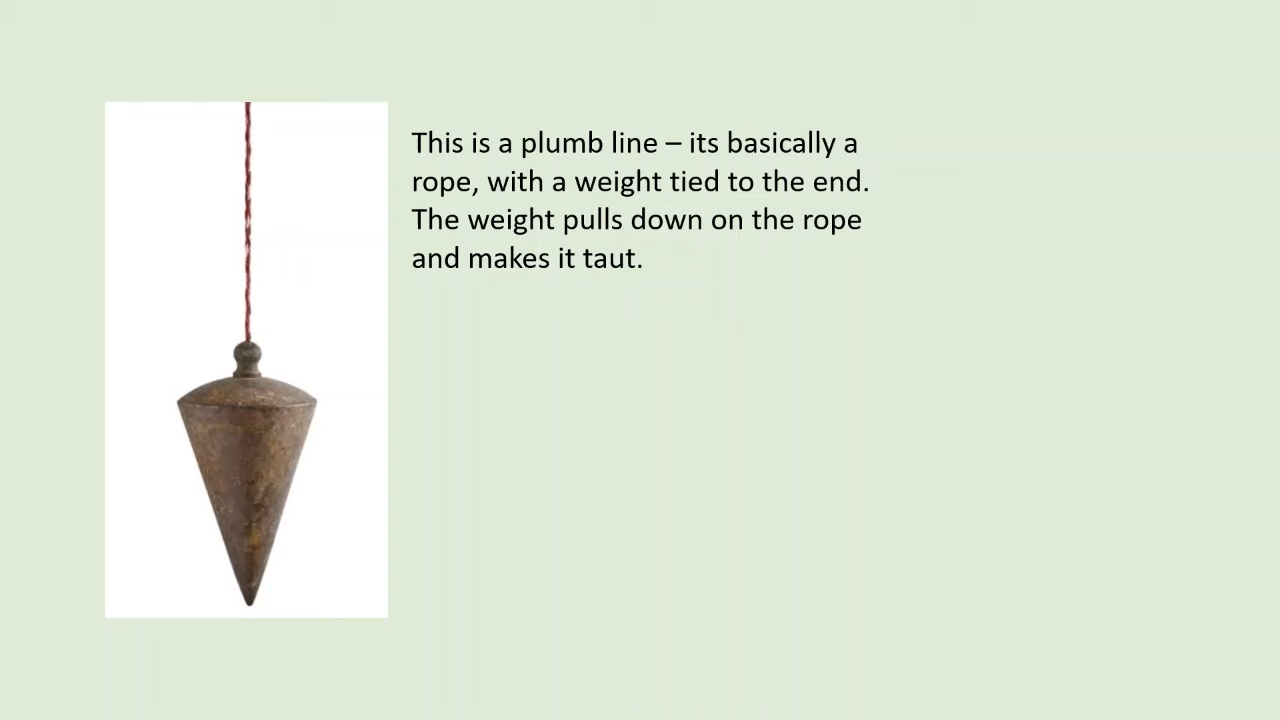 This is a plumb line – its basically a
rope, with a weight tied to the end.
The weight pulls down on the rope
and makes it taut.